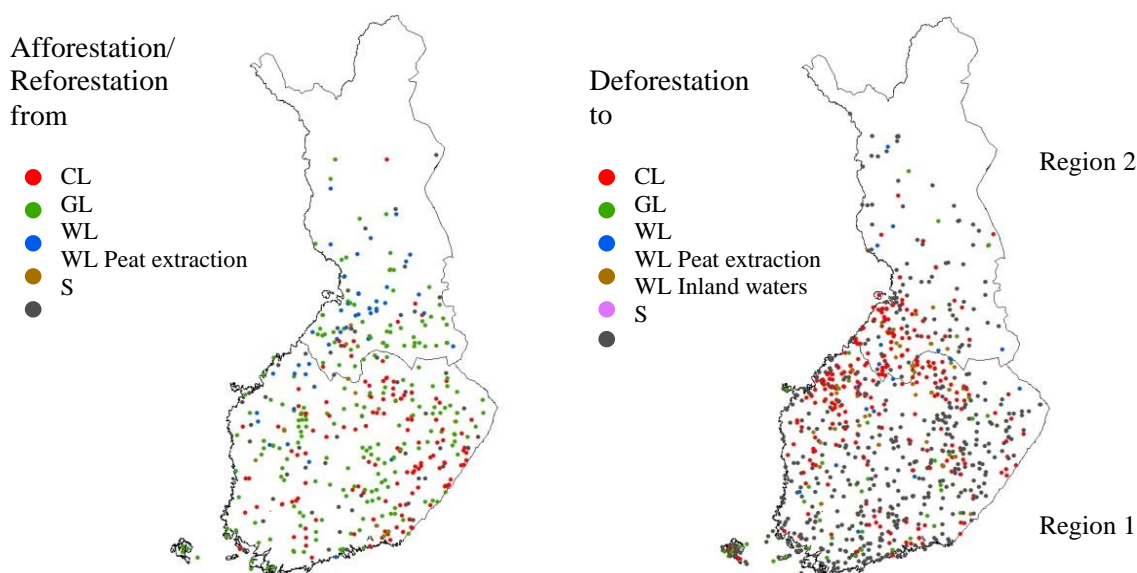 Afforestation/
Reforestation
from
CL
GL
WL
WL Peat extraction
S
Deforestation
to
CL
GL
WL
WL Peat extraction
WL Inland waters
S
Region 2
Region 1